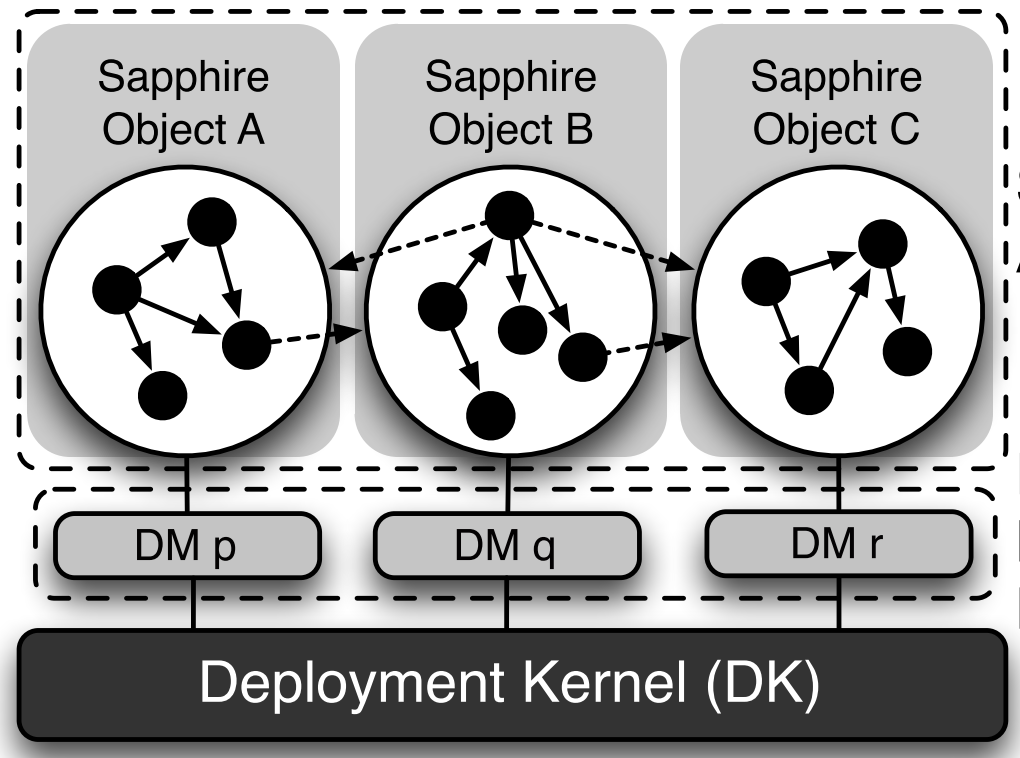 Sapphire
Object A
Sapphire
Object B
Sapphire
Object C
DM p
DM q
DM r
Deployment Kernel (DK)